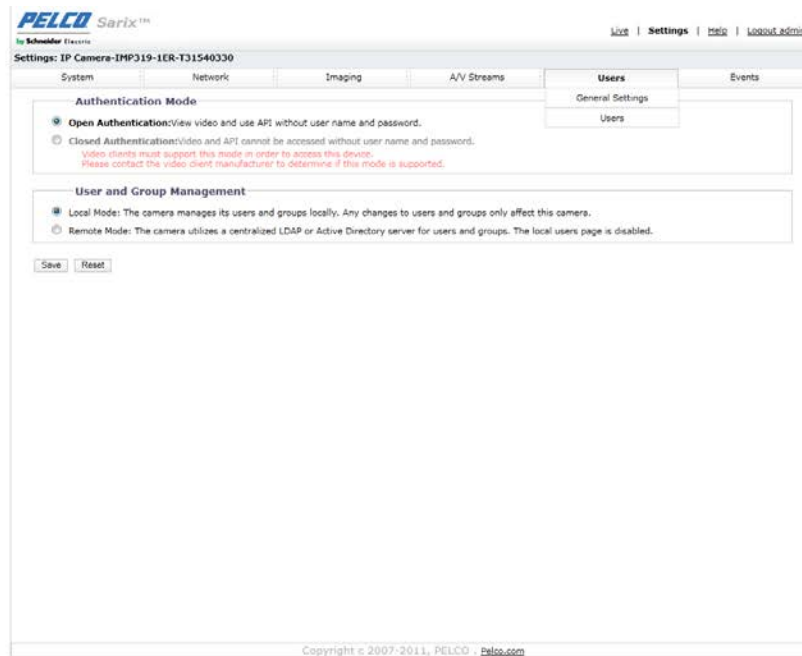 PELCO Sarix™
by Schneider Electric
Live | Settings | Help | Logout admin
Settings: IP Camera-IMP319-1ER-T31540330
System Network Imaging A/V Streams Users Events
General Settings
Users
Authentication Mode
Open Authentication:View video and use API without user name and password.
Closed Authentication:Video and API cannot be accessed without user name and password.
Video clients must support this mode in order to access this device.
Please contact the video client manufacturer to determine if this mode is supported.
User and Group Management
Local Mode: The camera manages its users and groups locally. Any changes to users and groups only affect this camera.
Remote Mode: The camera utilizes a centralized LDAP or Active Directory server for users and groups. The local users page is disabled.
Save Reset
Copyright © 2007-2011, PELCO . Pelco.com